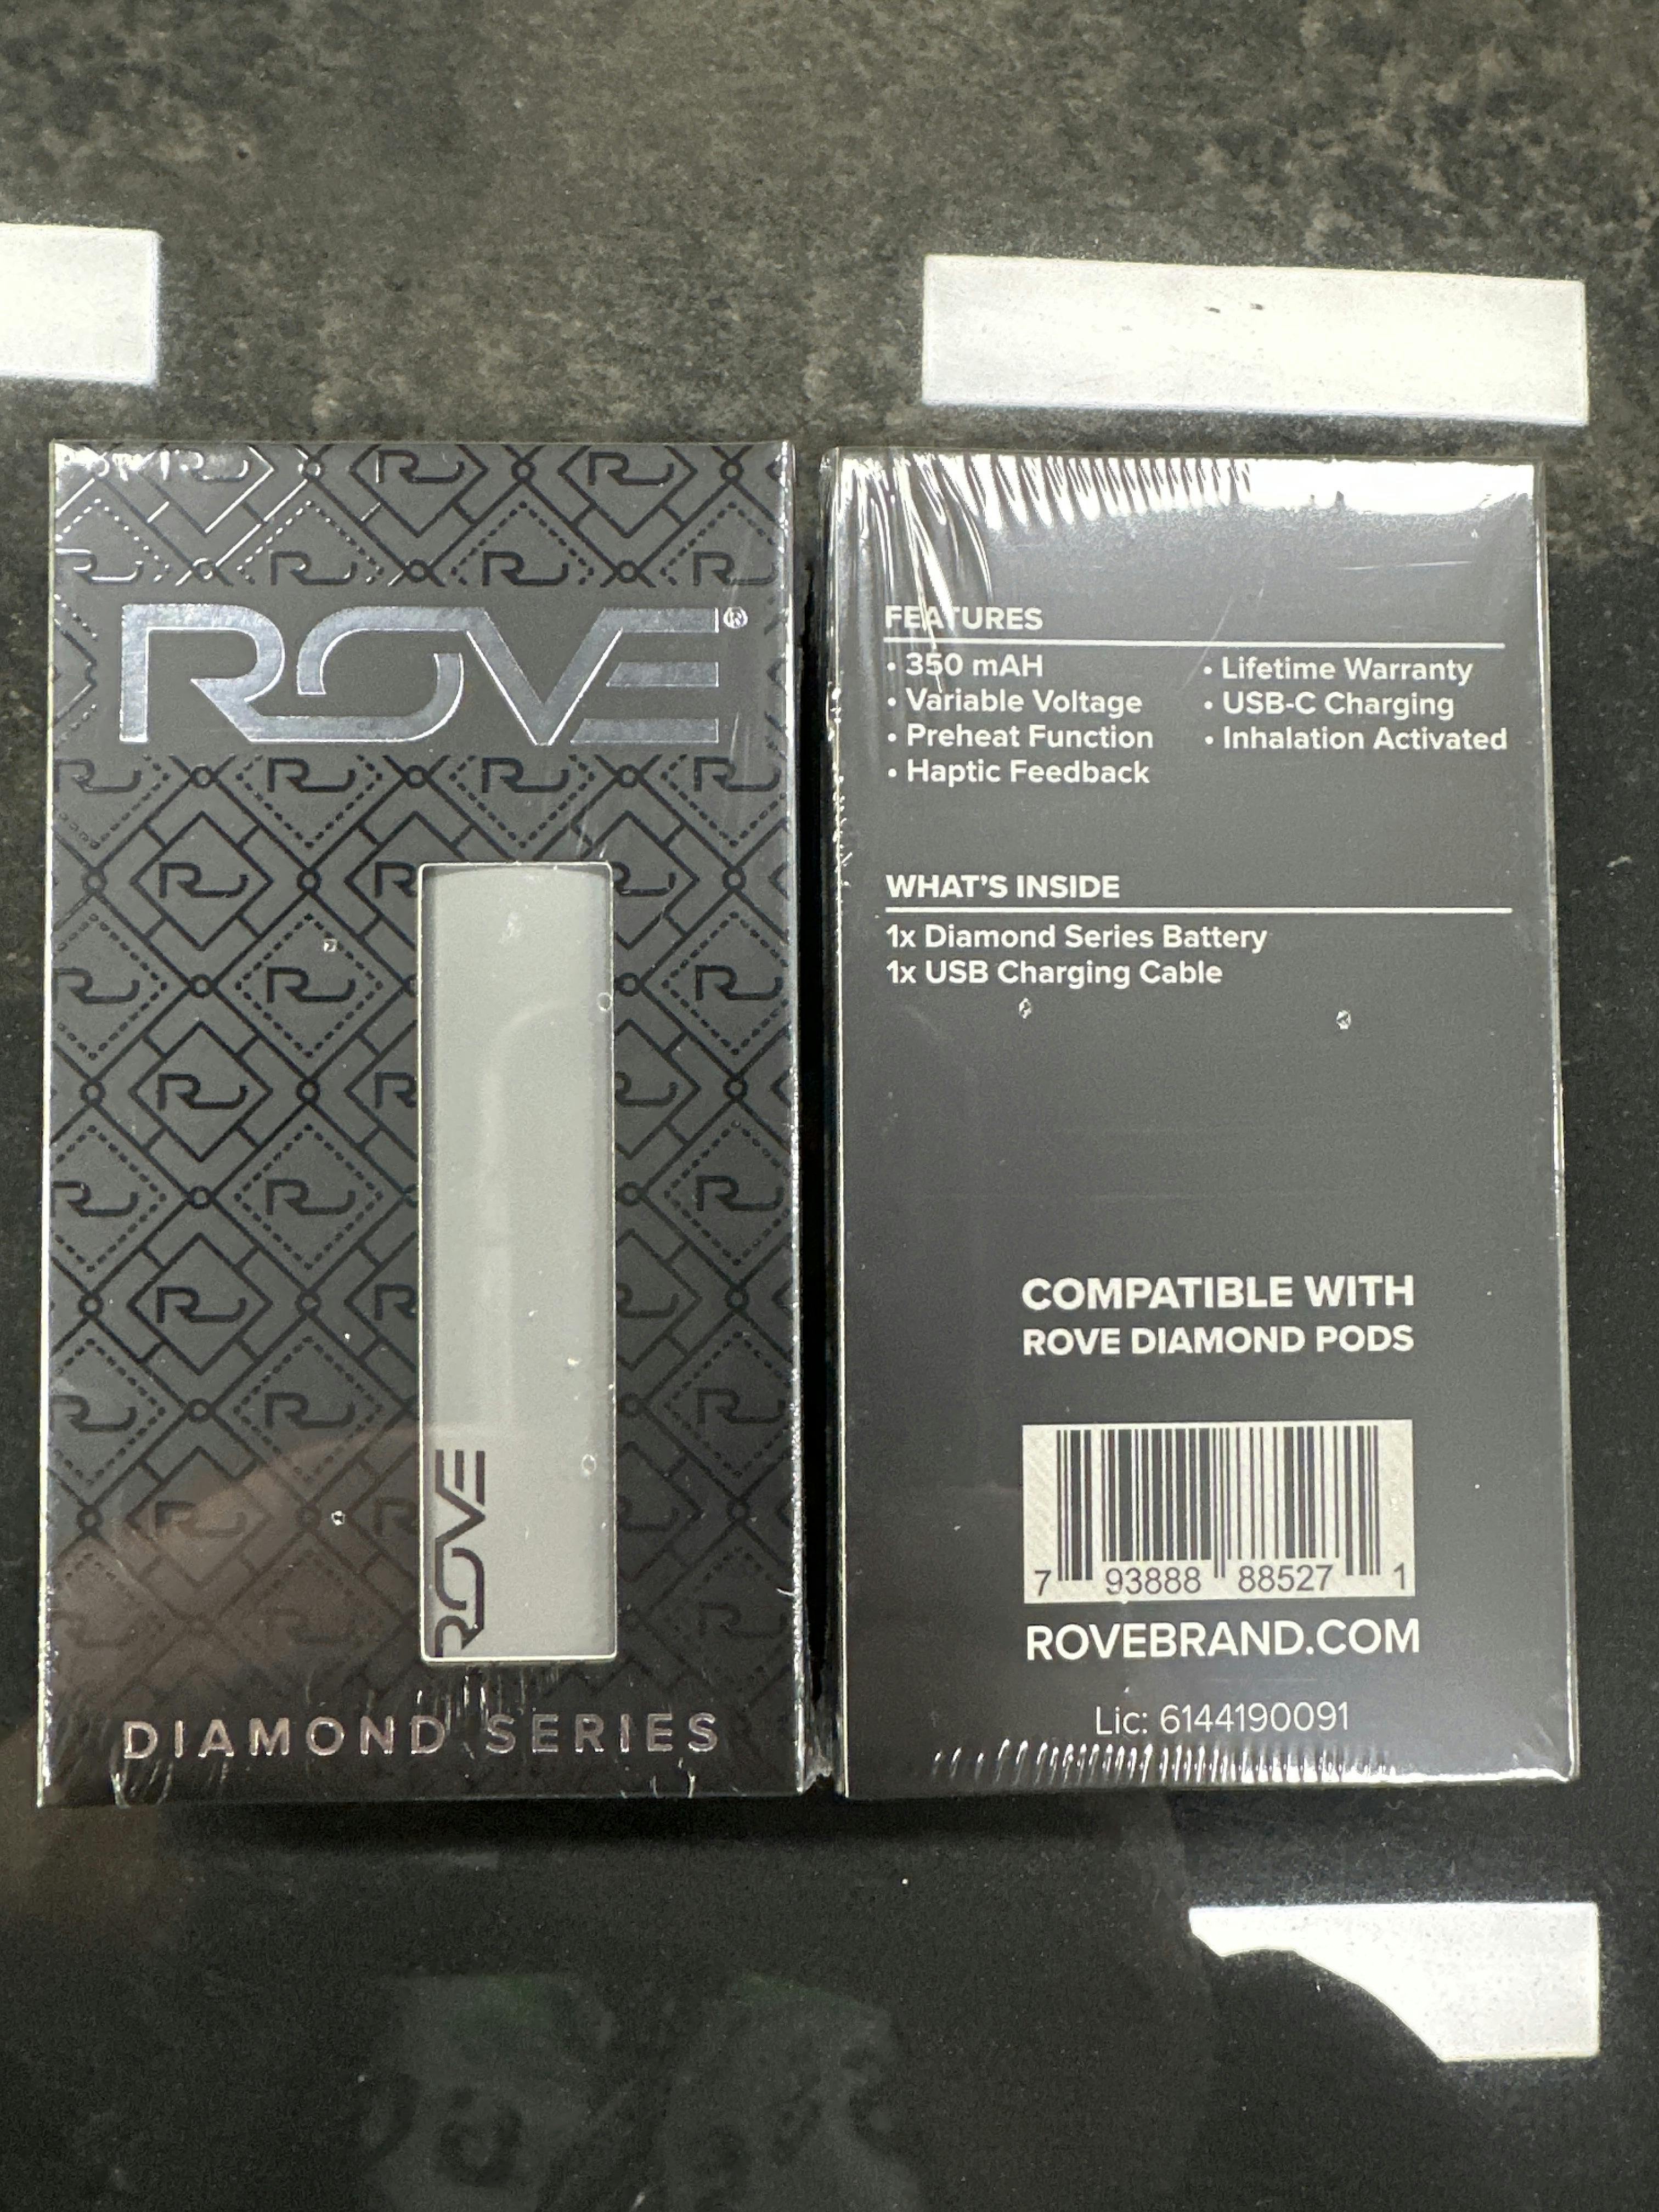 ROVE®
ROVE
DIAMOND SERIES
FEATURES
• 350 mAH
• Variable Voltage
• Preheat Function
• Haptic Feedback
• Lifetime Warranty
• USB-C Charging
• Inhalation Activated
WHAT'S INSIDE
1x Diamond Series Battery
1x USB Charging Cable
COMPATIBLE WITH
ROVE DIAMOND PODS
7 93888 88527 1
ROVEBRAND.COM
Lic: 6144190091